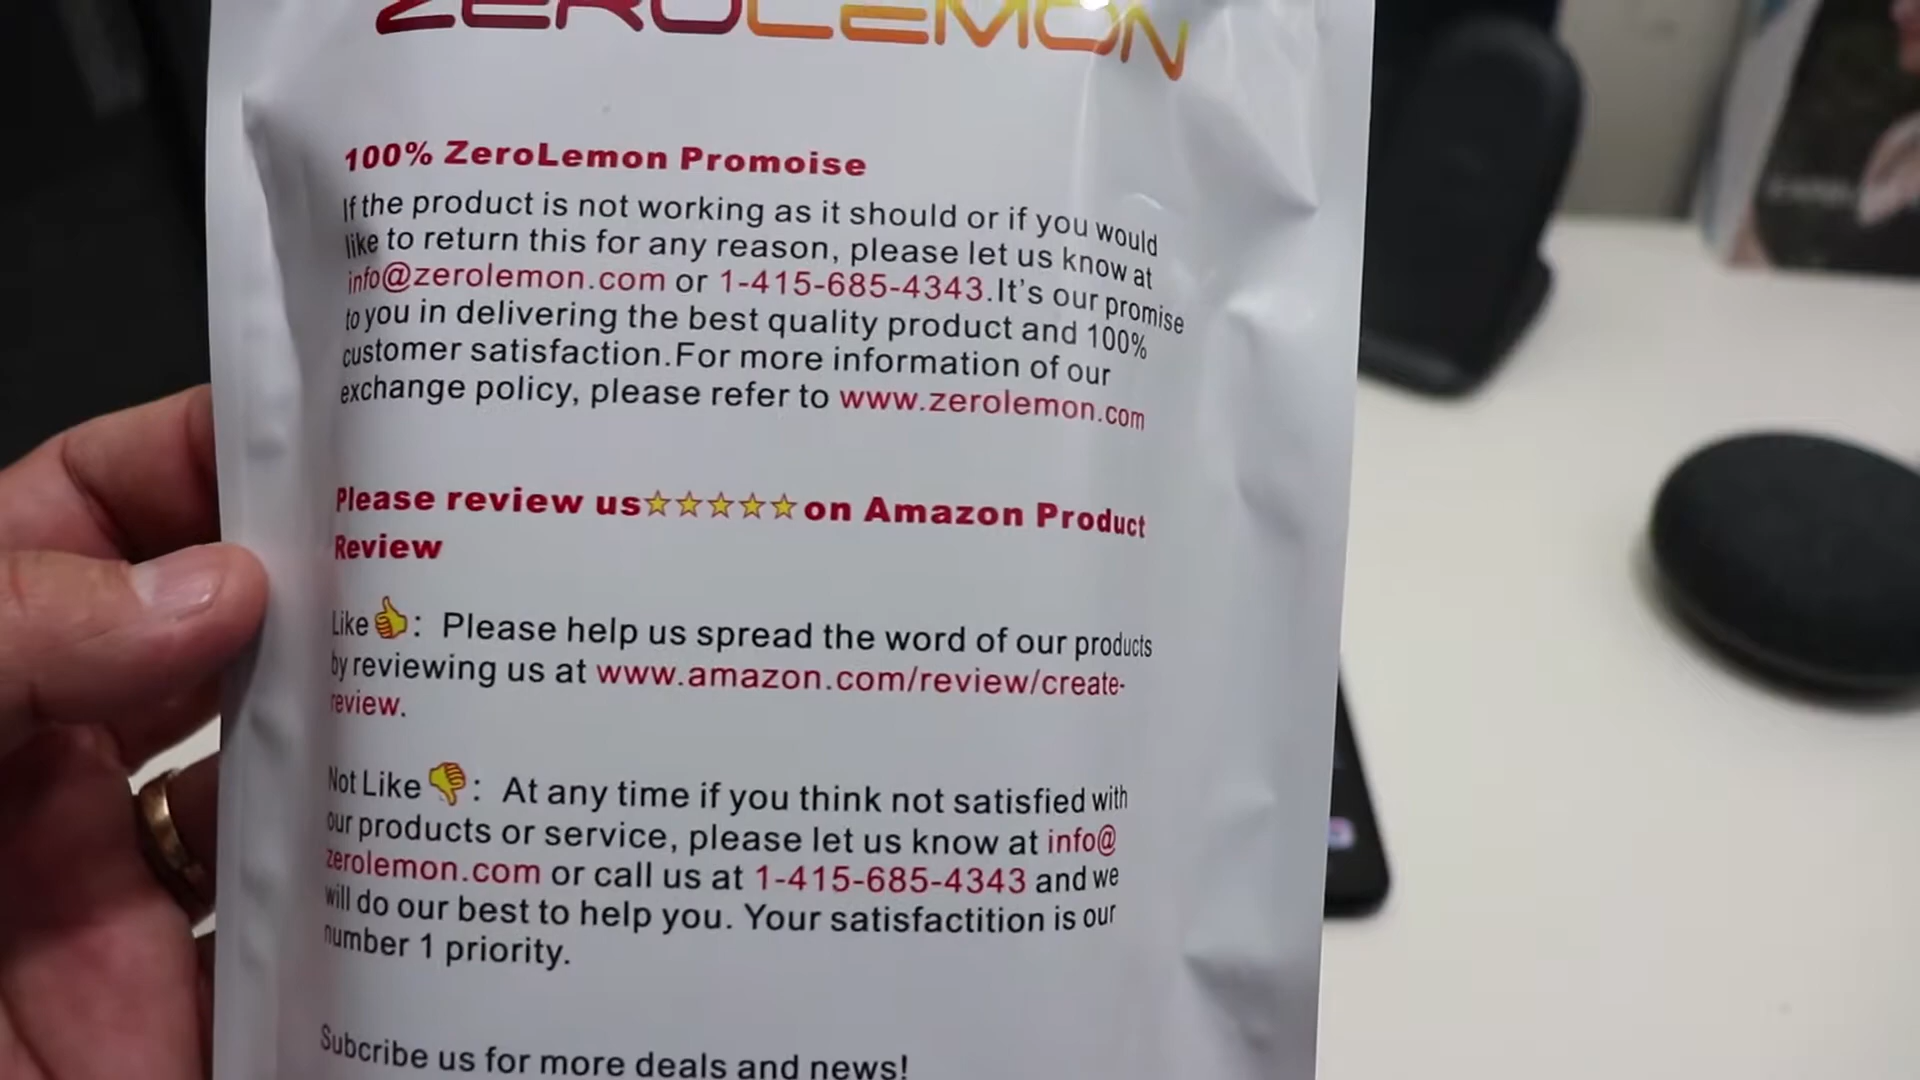 ZEROLEMON
100% ZeroLemon Promoise
If the product is not working as it should or if you would
like to return this for any reason, please let us know at
info@zerolemon.com or 1-415-685-4343.It's our promise
to you in delivering the best quality product and 100%
customer satisfaction.For more information of our
exchange policy, please refer to www.zerolemon.com
Please review us☆☆☆☆☆on Amazon Product
Review
Like👍: Please help us spread the word of our products
by reviewing us at www.amazon.com/review/create-
review.
Not Like👎: At any time if you think not satisfied with
our products or service, please let us know at info@
zerolemon.com or call us at 1-415-685-4343 and we
will do our best to help you. Your satisfactition is our
number 1 priority.
Subcribe us for more deals and news!